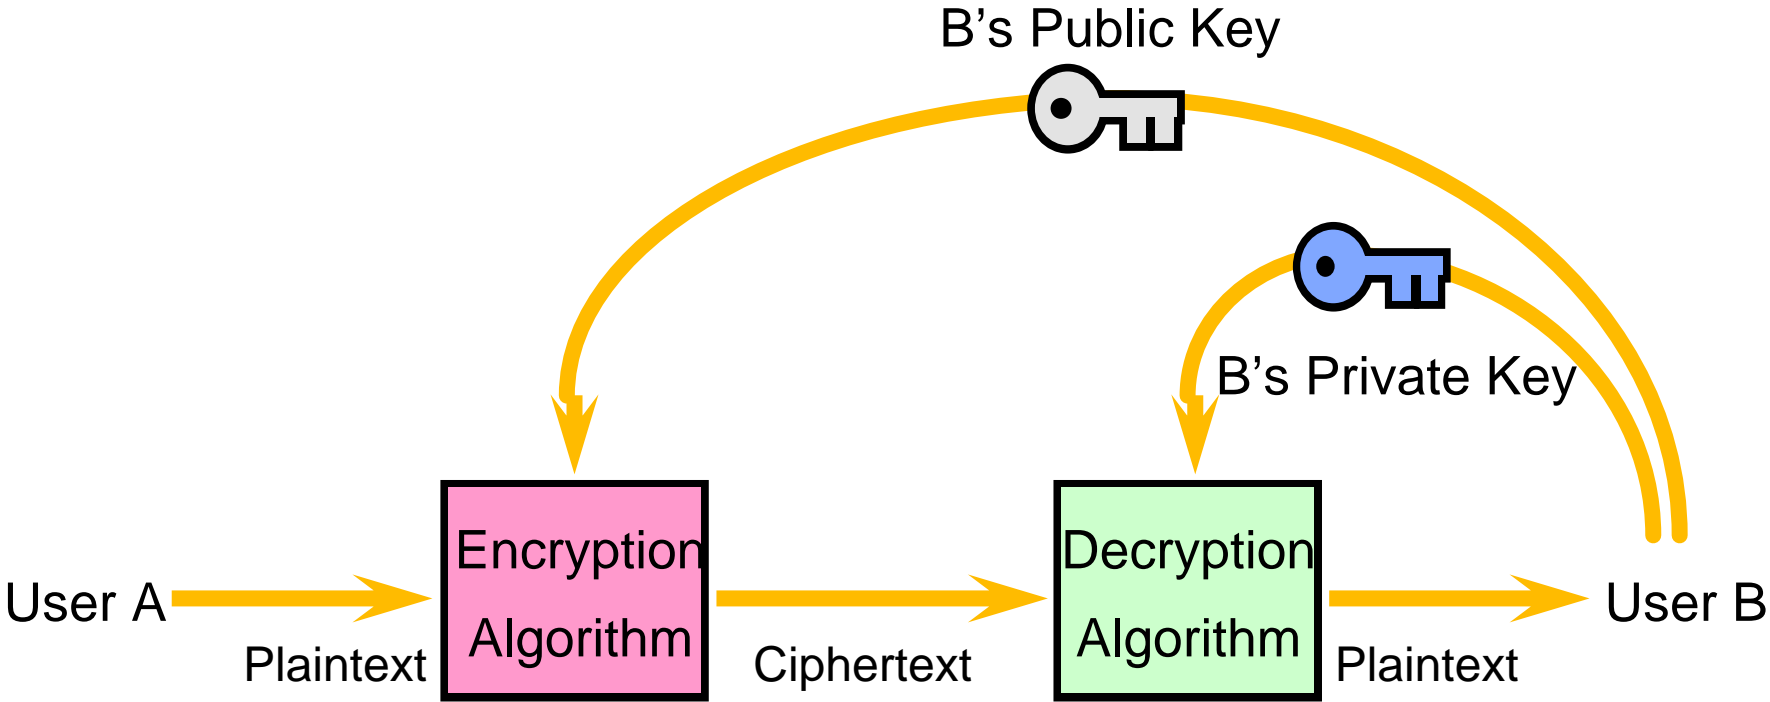 B’s Public Key
B’s Private Key
Encryption
Algorithm
Decryption
Algorithm
User A
User B
Plaintext
Ciphertext
Plaintext